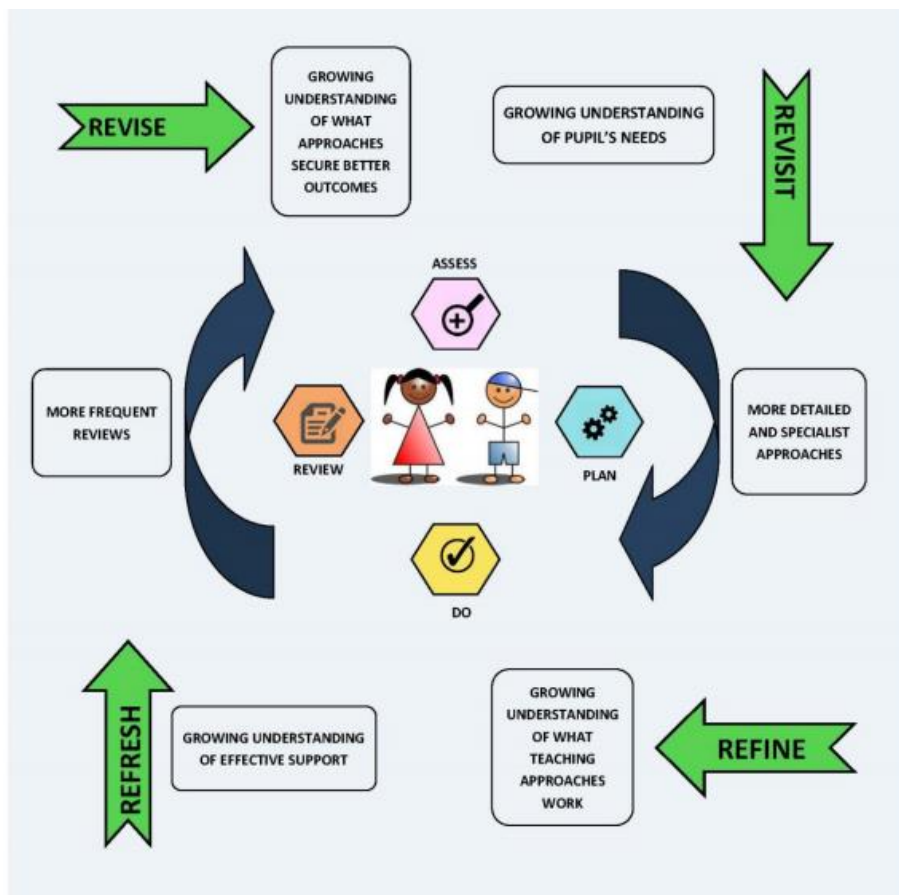 REVISE
GROWING
UNDERSTANDING
OF WHAT
APPROACHES
SECURE BETTER
OUTCOMES
GROWING UNDERSTANDING
OF PUPIL'S NEEDS
REVISIT
ASSESS
MORE FREQUENT
REVIEWS
REVIEW
PLAN
MORE DETAILED
AND SPECIALIST
APPROACHES
DO
REFRESH
GROWING UNDERSTANDING
OF EFFECTIVE SUPPORT
GROWING
UNDERSTANDING
OF WHAT
TEACHING
APPROACHES
WORK
REFINE